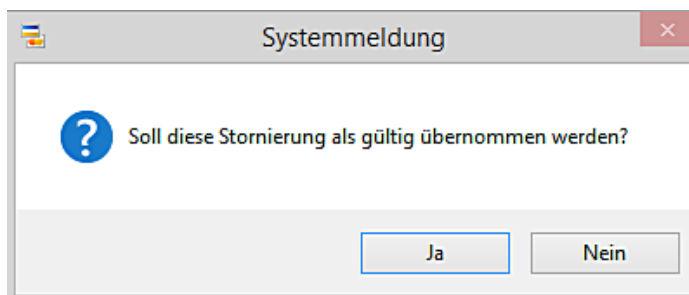 Systemmeldung
Soll diese Stornierung als gültig übernommen werden?
Ja
Nein